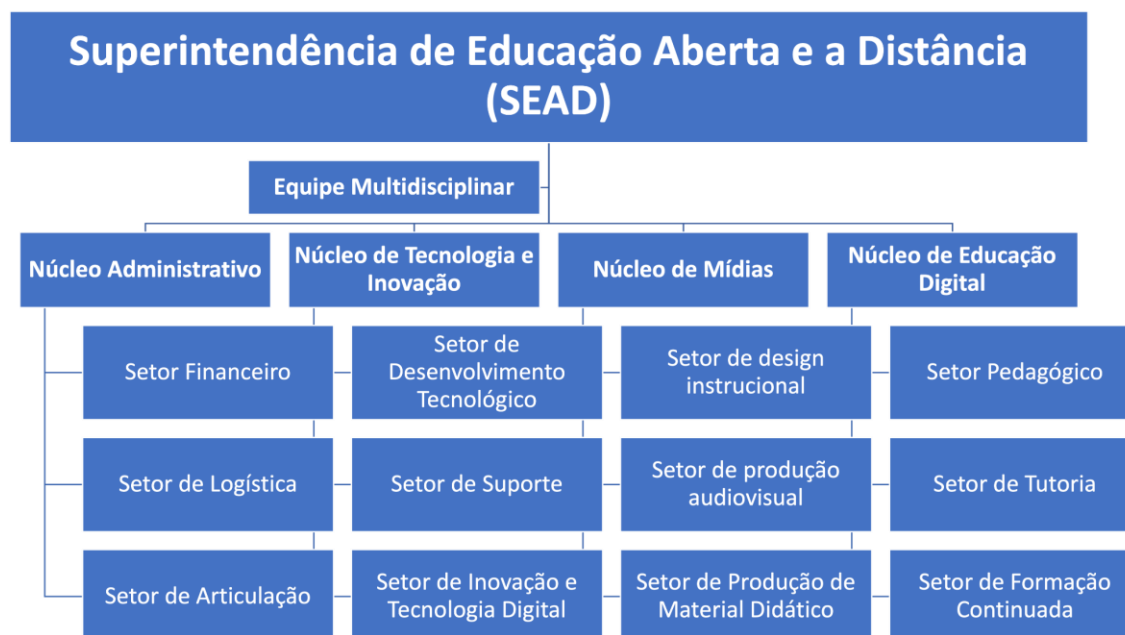 Superintendência de Educação Aberta e a Distância
(SEAD)
Equipe Multidisciplinar
Núcleo Administrativo
Núcleo de Tecnologia e
Inovação
Núcleo de Mídias
Núcleo de Educação
Digital
Setor Financeiro
Setor de
Desenvolvimento
Tecnológico
Setor de design
instrucional
Setor Pedagógico
Setor de Logística
Setor de Suporte
Setor de produção
audiovisual
Setor de Tutoria
Setor de Articulação
Setor de Inovação e
Tecnologia Digital
Setor de Produção de
Material Didático
Setor de Formação
Continuada